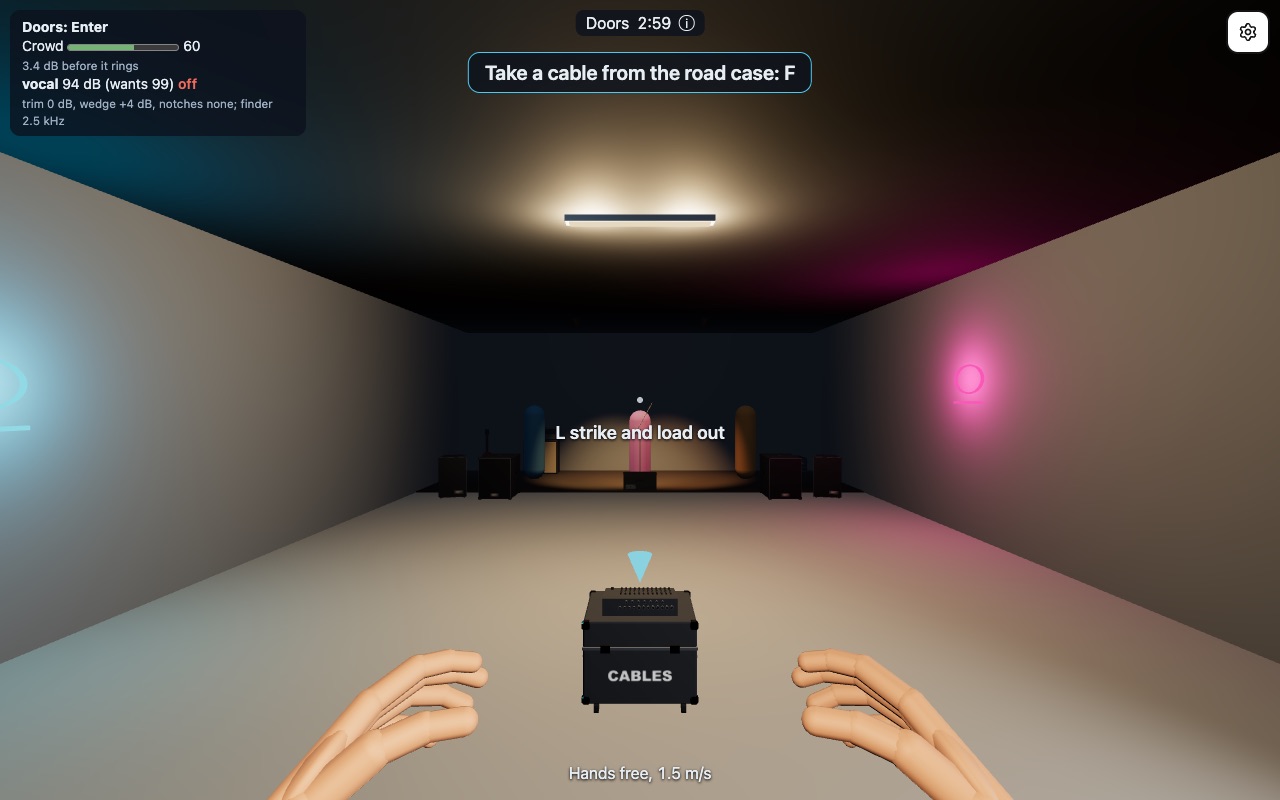 Doors: Enter
Crowd 60
3.4 dB before it rings
vocal 94 dB (wants 99) off
trim 0 dB, wedge +4 dB, notches none; finder
2.5 kHz
Doors 2:59 ⓘ
Take a cable from the road case: F
L strike and load out
CABLES
Hands free, 1.5 m/s